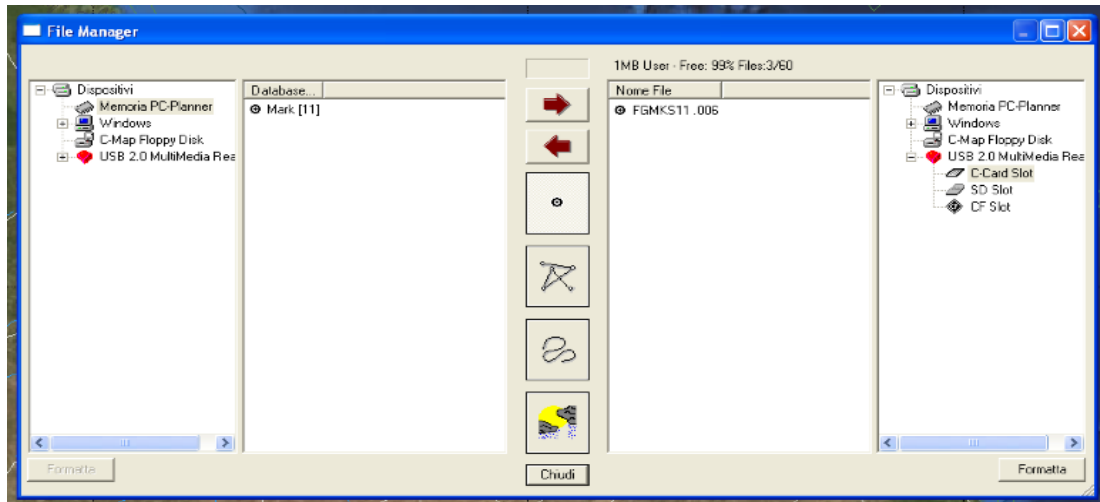 File Manager
1MB User - Free: 99% Files:3/60
Dispositivi
Memoria PC-Planner
Windows
C-Map Floppy Disk
USB 2.0 MultiMedia Rea
Database...
Mark [11]
Nome File
FGMKS11 .006
Dispositivi
Memoria PC-Planner
Windows
C-Map Floppy Disk
USB 2.0 MultiMedia Rea
C-Card Slot
SD Slot
CF Slot
Formatta
Chiudi
Formatta